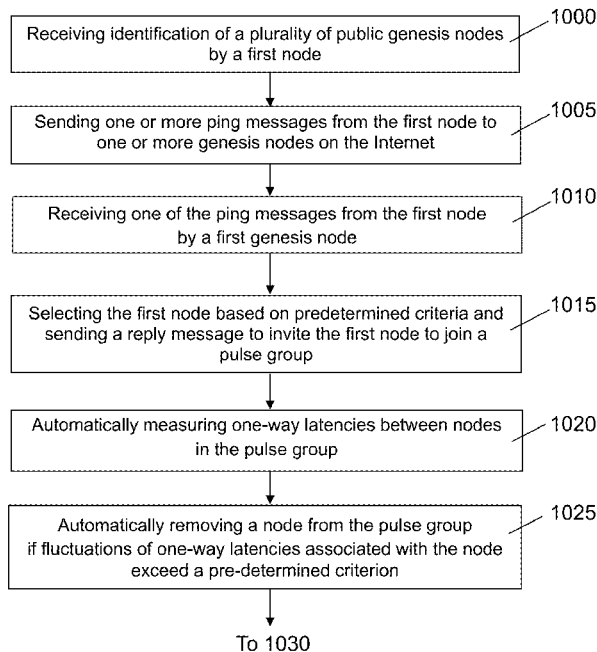 Receiving identification of a plurality of public genesis nodes
by a first node
1000
Sending one or more ping messages from the first node to
one or more genesis nodes on the Internet
1005
Receiving one of the ping messages from the first node
by a first genesis node
1010
Selecting the first node based on predetermined criteria and
sending a reply message to invite the first node to join a
pulse group
1015
Automatically measuring one-way latencies between nodes
in the pulse group
1020
Automatically removing a node from the pulse group
if fluctuations of one-way latencies associated with the node
exceed a pre-determined criterion
1025
To 1030